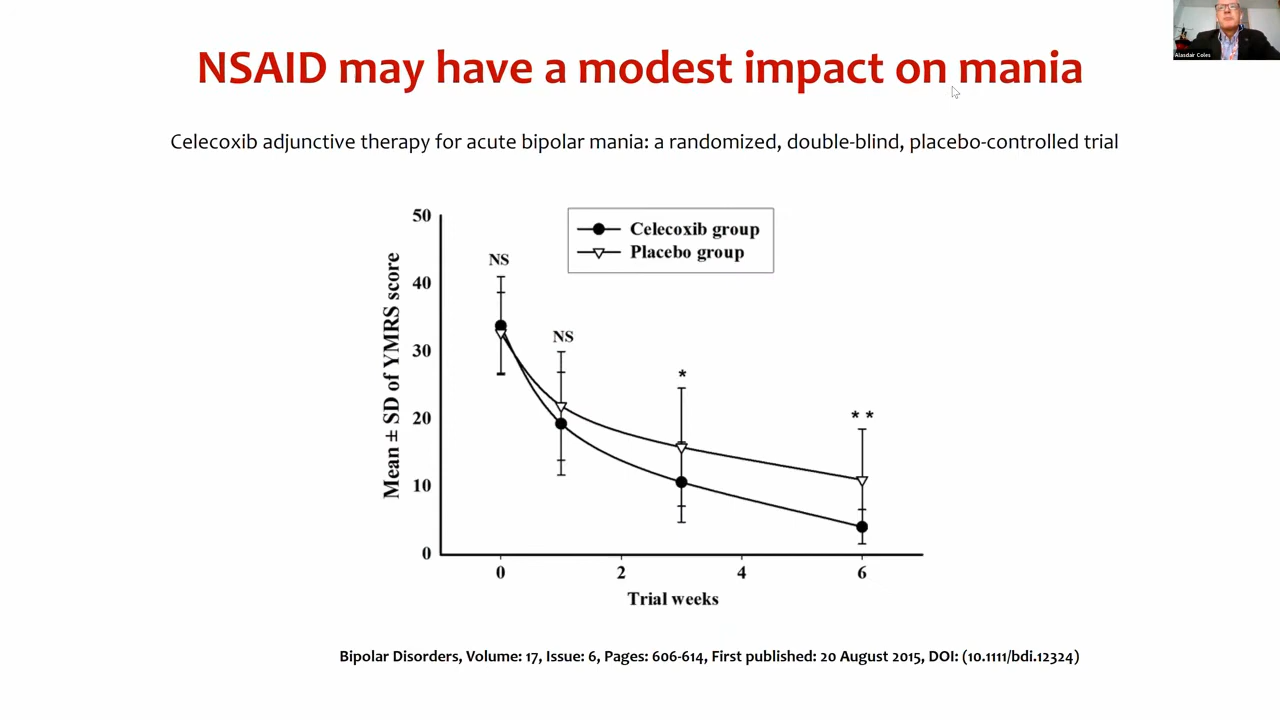 NSAID may have a modest impact on mania
Alasdair Coles
Celecoxib adjunctive therapy for acute bipolar mania: a randomized, double-blind, placebo-controlled trial
50
40
30
20
10
0
Mean ± SD of YMRS score
Celecoxib group
Placebo group
NS
NS
*
* *
0
2
4
6
Trial weeks
Bipolar Disorders, Volume: 17, Issue: 6, Pages: 606-614, First published: 20 August 2015, DOI: (10.1111/bdi.12324)